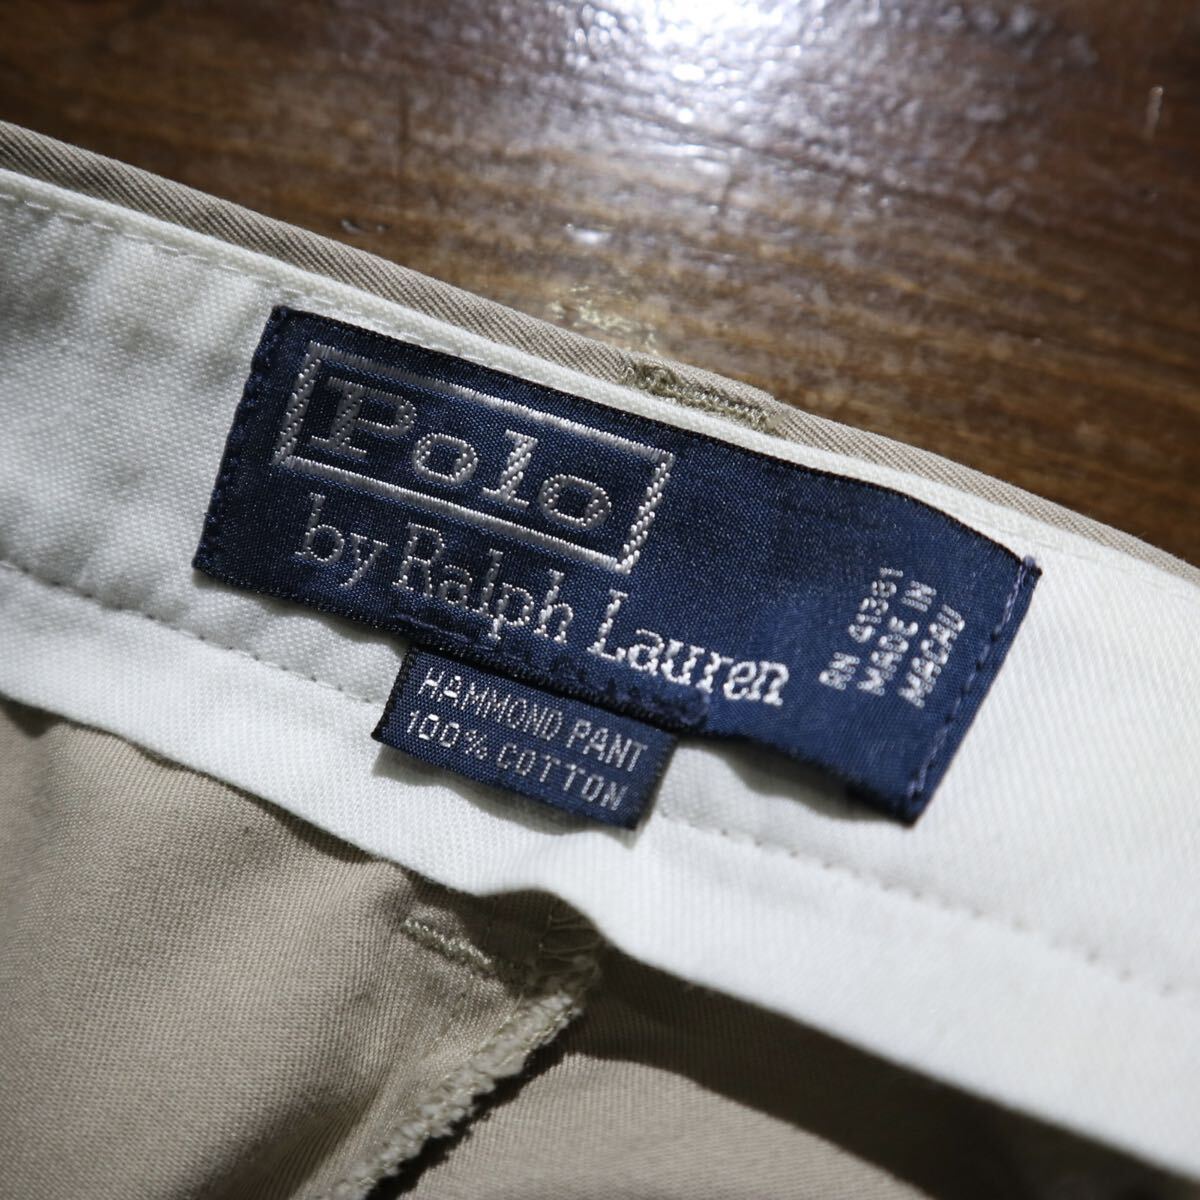 Polo
by Ralph Lauren
RN 41381
MADE IN
MACAU
HAMMOND PANT
100% COTTON